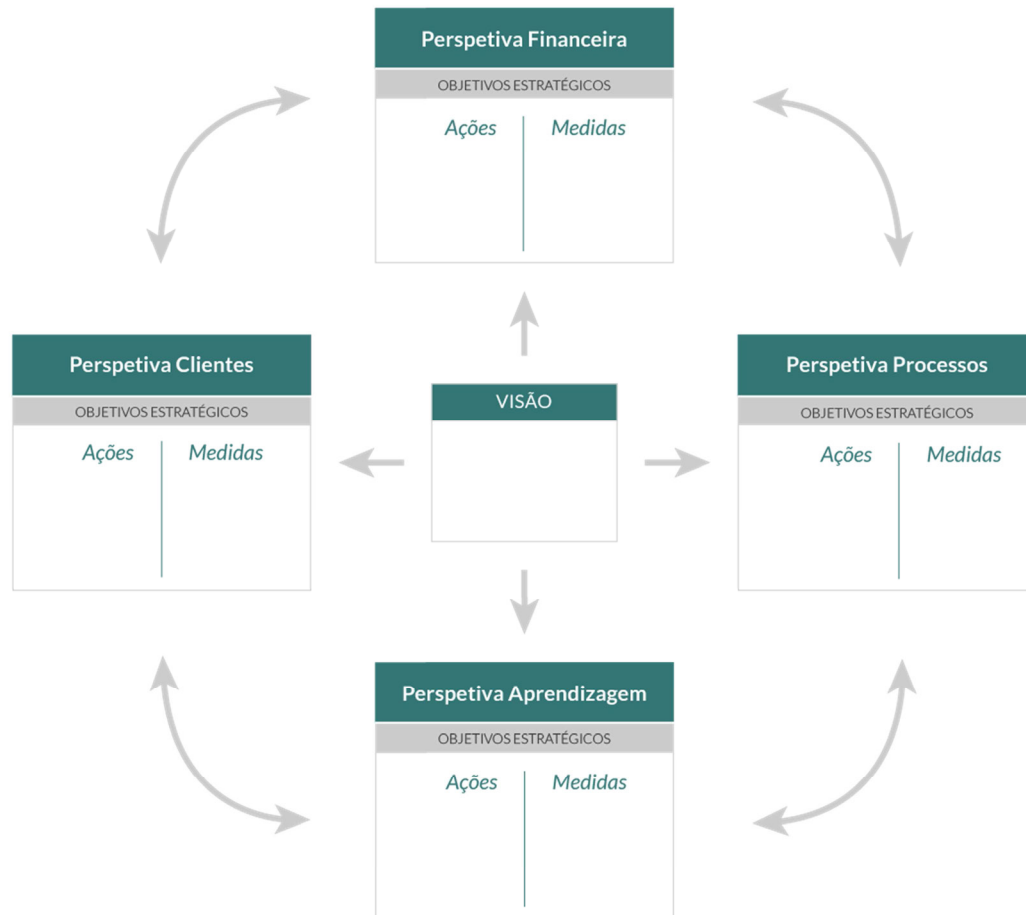 Perspetiva Financeira
OBJETIVOS ESTRATÉGICOS
Ações Medidas
Perspetiva Clientes
OBJETIVOS ESTRATÉGICOS
Ações Medidas
VISÃO
Perspetiva Processos
OBJETIVOS ESTRATÉGICOS
Ações Medidas
Perspetiva Aprendizagem
OBJETIVOS ESTRATÉGICOS
Ações Medidas